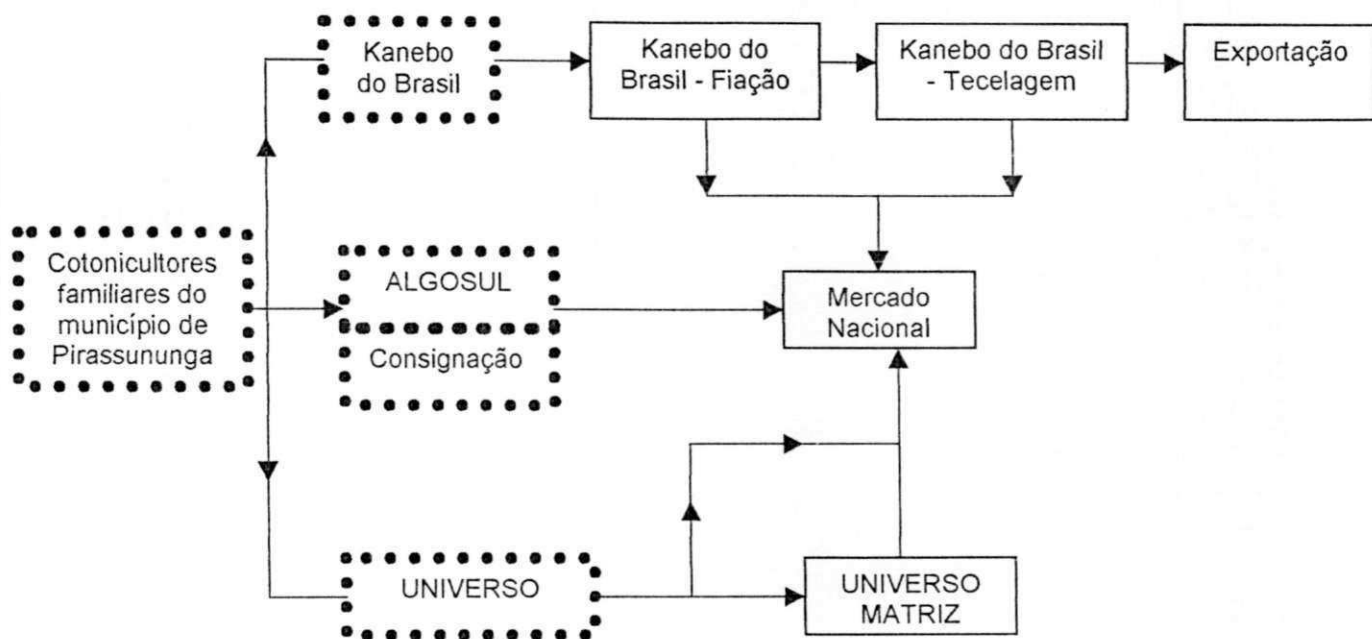 Kanebo
do Brasil
Kanebo do
Brasil - Fiação
Kanebo do Brasil
- Tecelagem
Exportação
Cotonicultores
familiares do
município de
Pirassununga
ALGOSUL
Consignação
Mercado
Nacional
UNIVERSO
UNIVERSO
MATRIZ